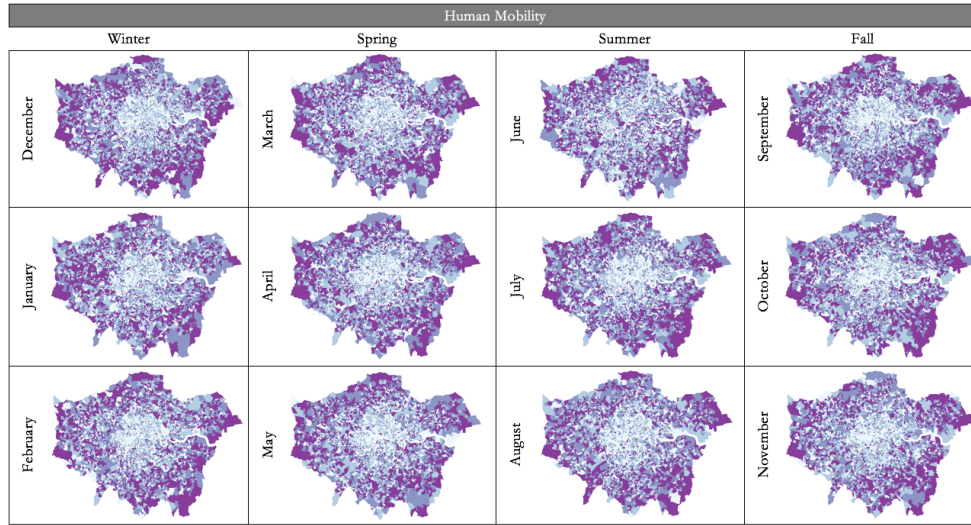 Human Mobility
Winter
Spring
Summer
Fall
December
March
June
September
January
April
July
October
February
May
August
November